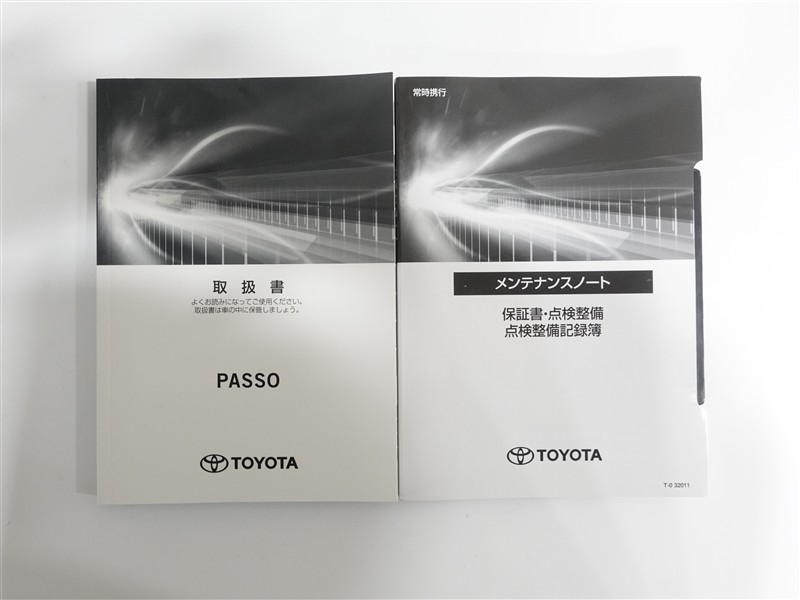 取扱書
よくお読みになってご使用ください。
取扱書は車の中に保管しましょう。
PASSO
TOYOTA
常時携行
メンテナンスノート
保証書・点検整備
点検整備記録簿
TOYOTA
T-0 32011